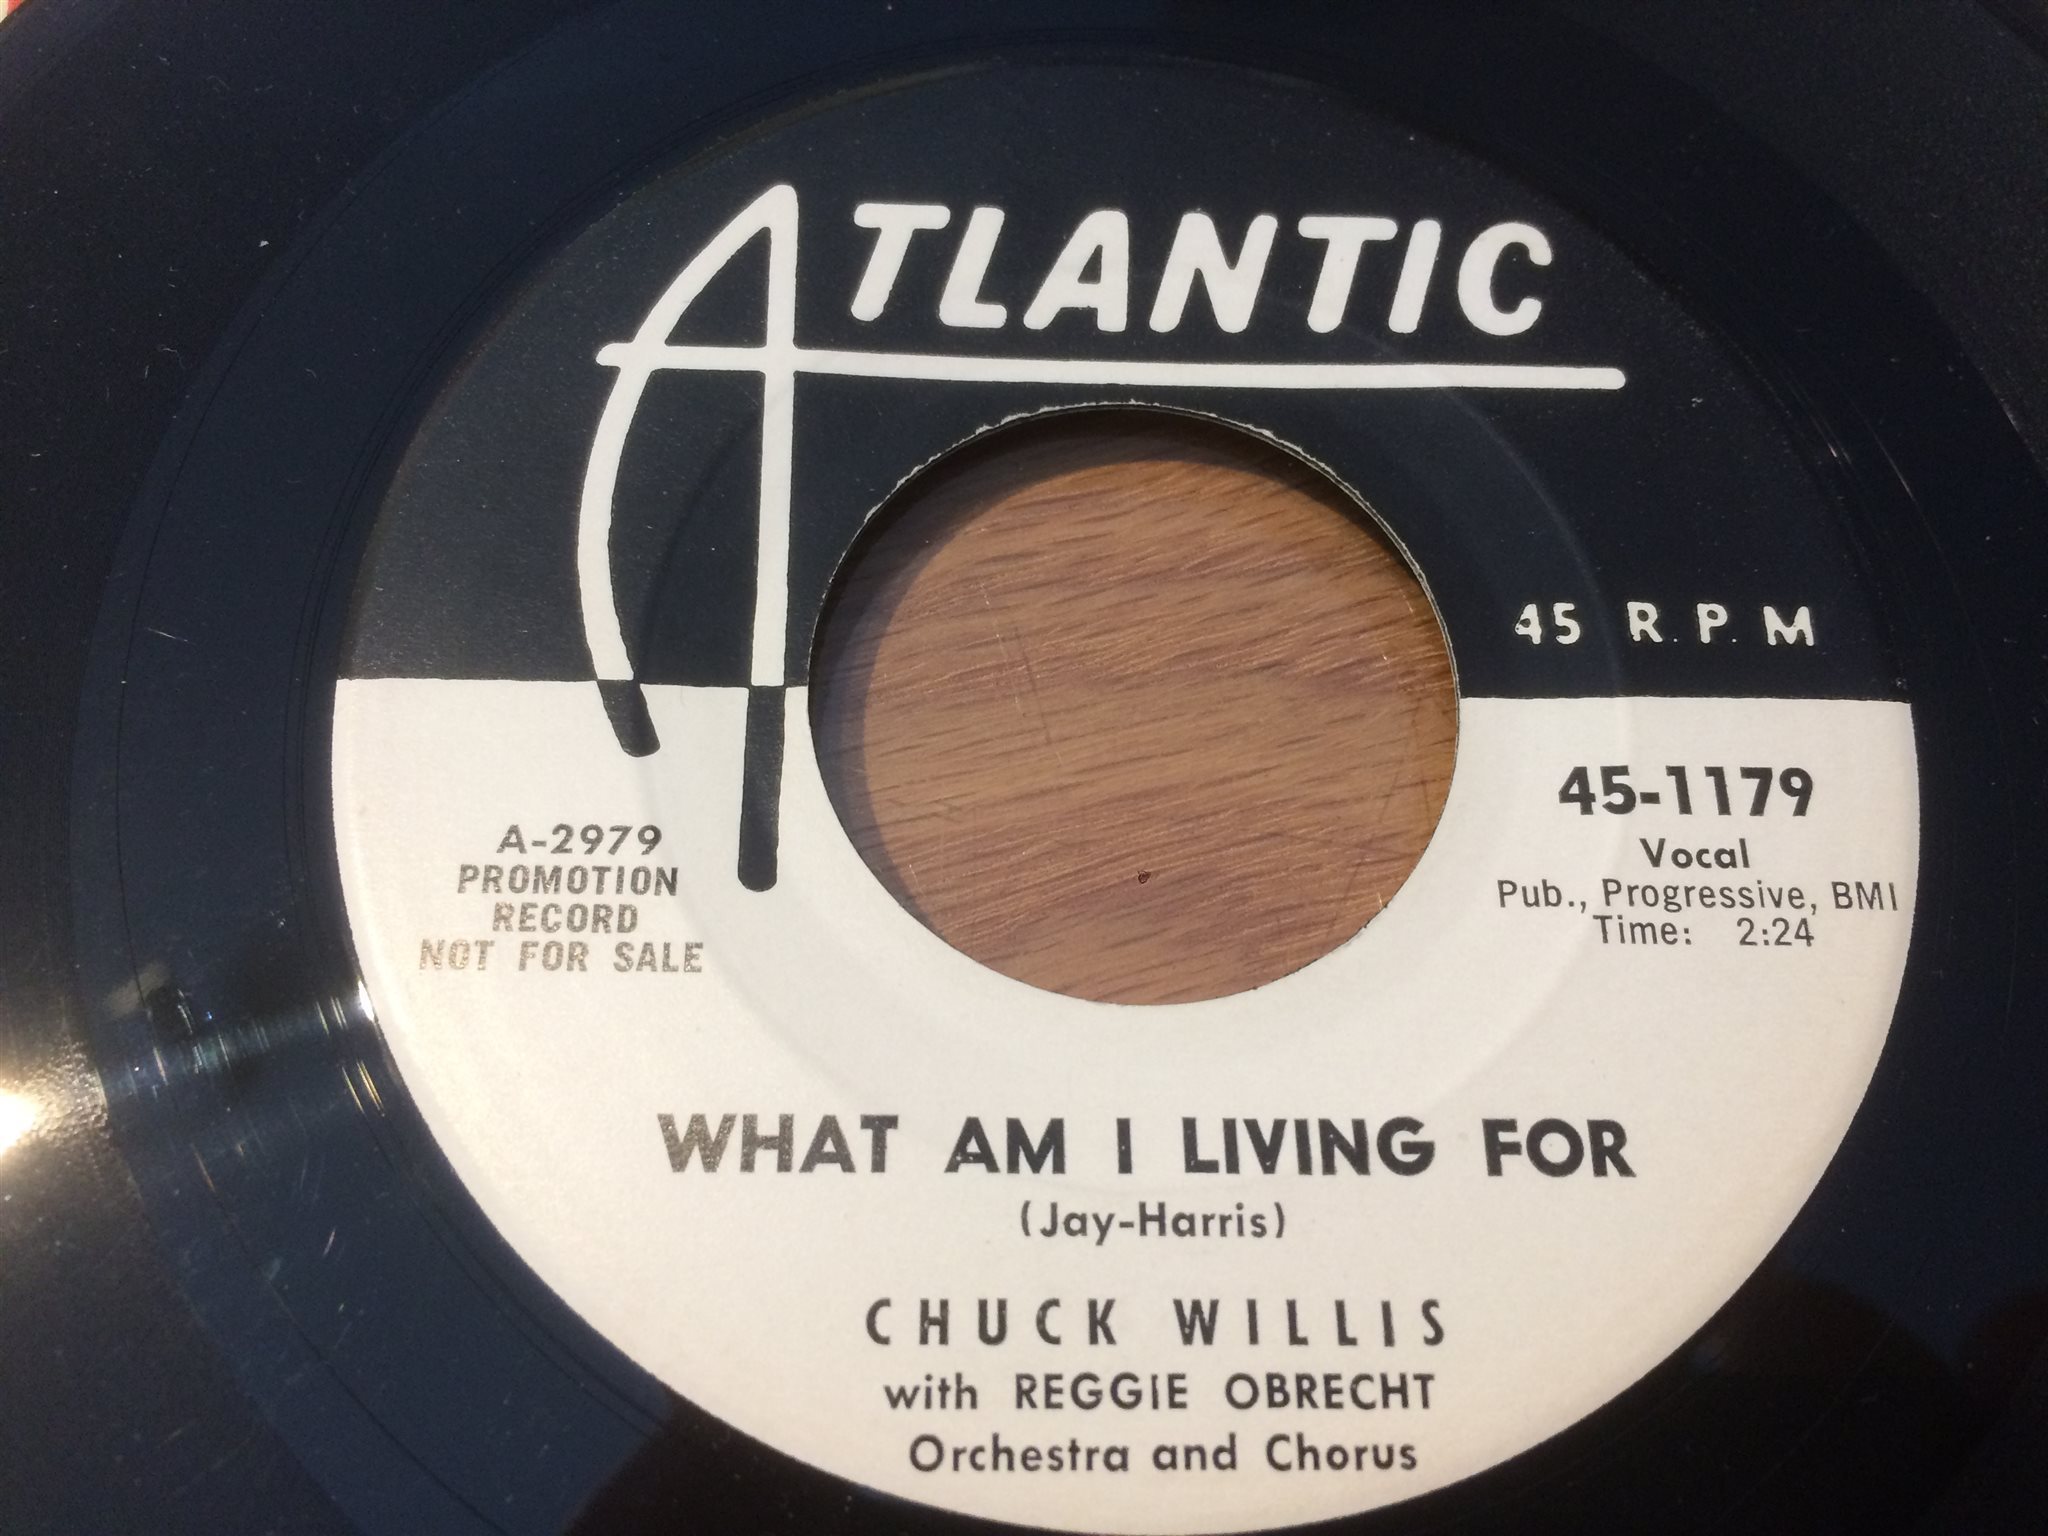 ATLANTIC
45 R.P.M
45-1179
Vocal
Pub., Progressive, BMI
Time: 2:24
A-2979
PROMOTION
RECORD
NOT FOR SALE
WHAT AM I LIVING FOR
(Jay-Harris)
CHUCK WILLIS
with REGGIE OBRECHT
Orchestra and Chorus